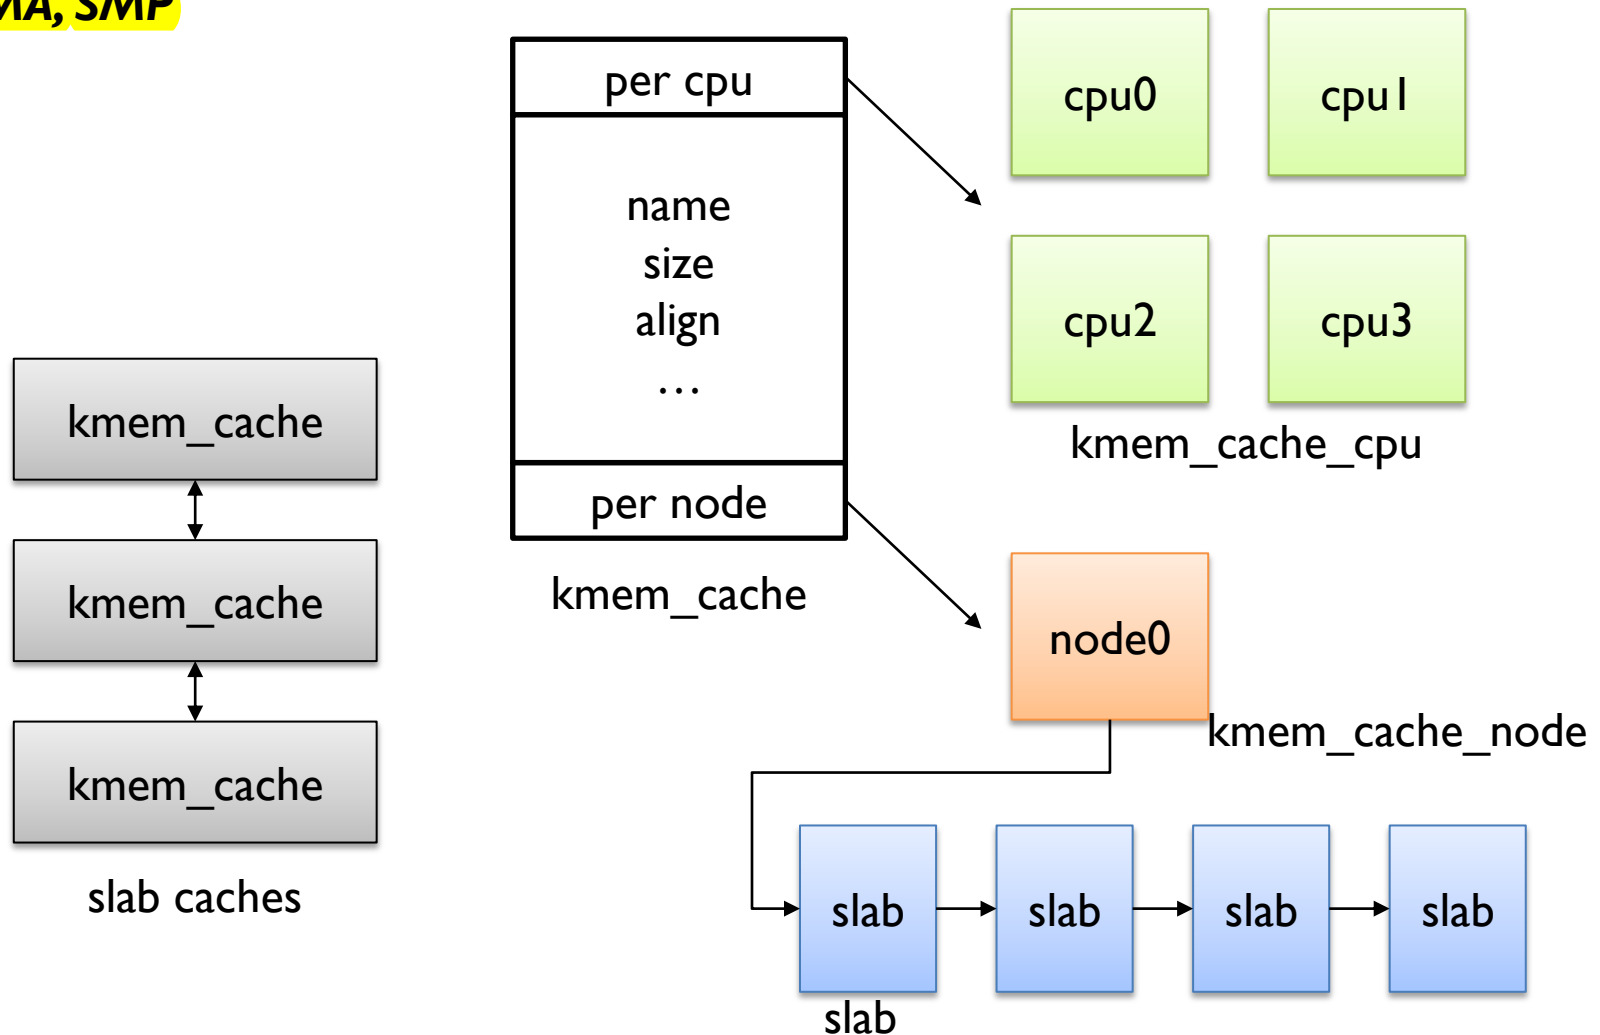 MA, SMP
per cpu
name
size
align
…
per node
kmem_cache
cpu0
cpu1
cpu2
cpu3
kmem_cache_cpu
node0
kmem_cache_node
kmem_cache
kmem_cache
kmem_cache
slab caches
slab
slab
slab
slab
slab